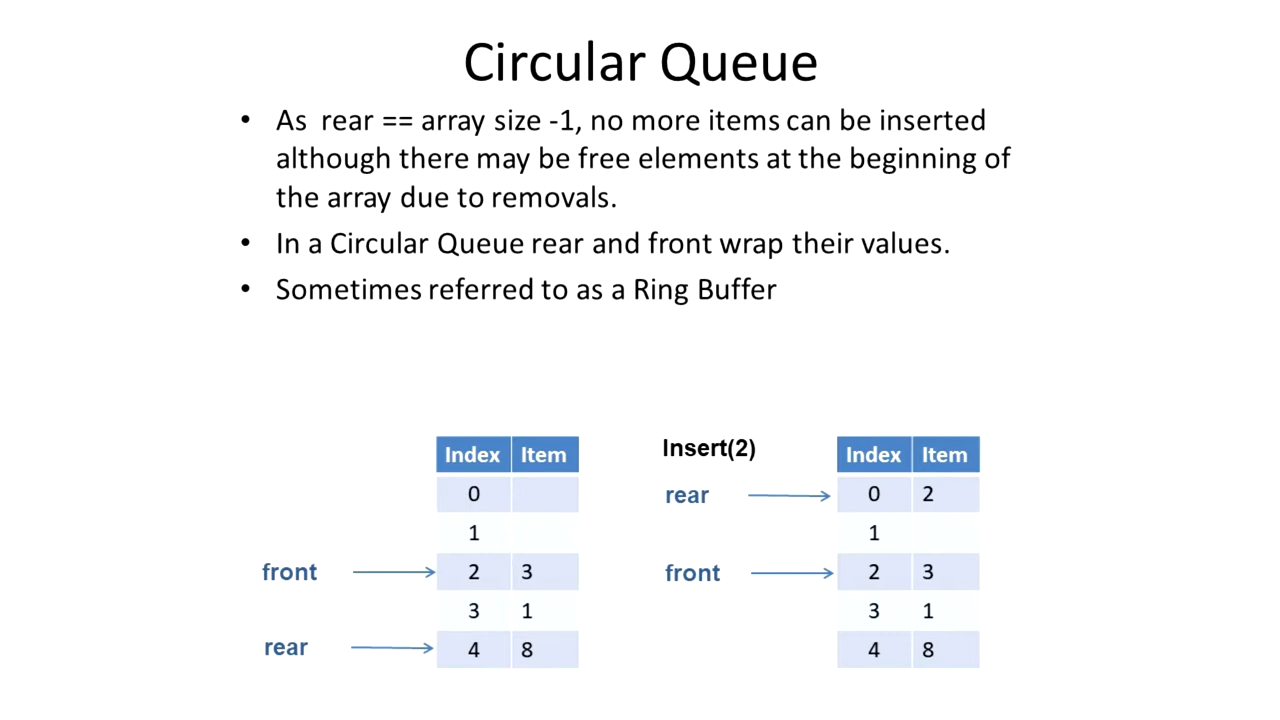 Circular Queue
• As rear == array size -1, no more items can be inserted
although there may be free elements at the beginning of
the array due to removals.
• In a Circular Queue rear and front wrap their values.
• Sometimes referred to as a Ring Buffer
Index Item
0
1
front 2 3
3 1
rear 4 8
Insert(2)
Index Item
rear 0 2
1
front 2 3
3 1
4 8